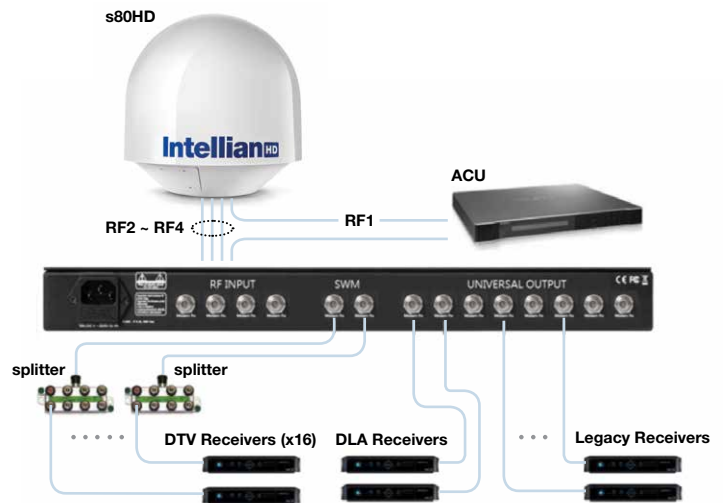 s80HD
Intellian HD
ACU
RF2 ~ RF4
RF1
RF INPUT
SWM
UNIVERSAL OUTPUT
splitter
splitter
DTV Receivers (x16)
DLA Receivers
Legacy Receivers